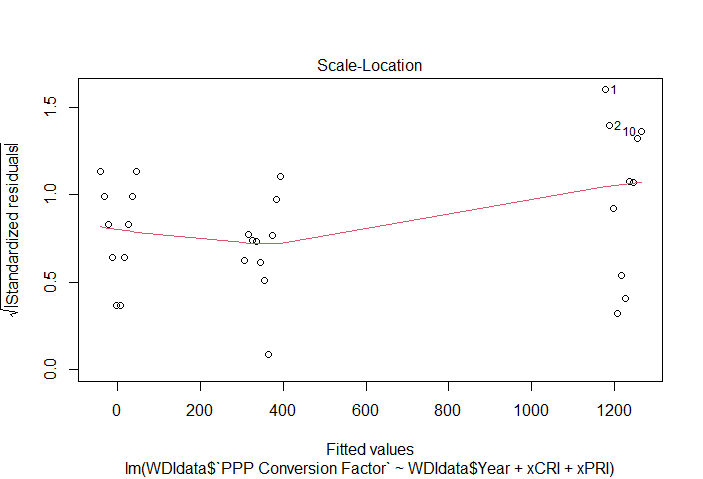 Scale-Location
√|Standardized residuals|
1.5
1.0
0.5
0.0
1
2
10
0 200 400 600 800 1000 1200
Fitted values
lm(WDIdata$`PPP Conversion Factor` ~ WDIdata$Year + xCRI + xPRI)